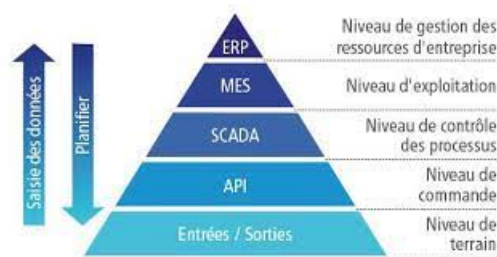 Saisie des données
Planifier
ERP
Niveau de gestion des
ressources d'entreprise
MES
Niveau d'exploitation
SCADA
Niveau de contrôle
des processus
API
Niveau de
commande
Entrées / Sorties
Niveau de
terrain